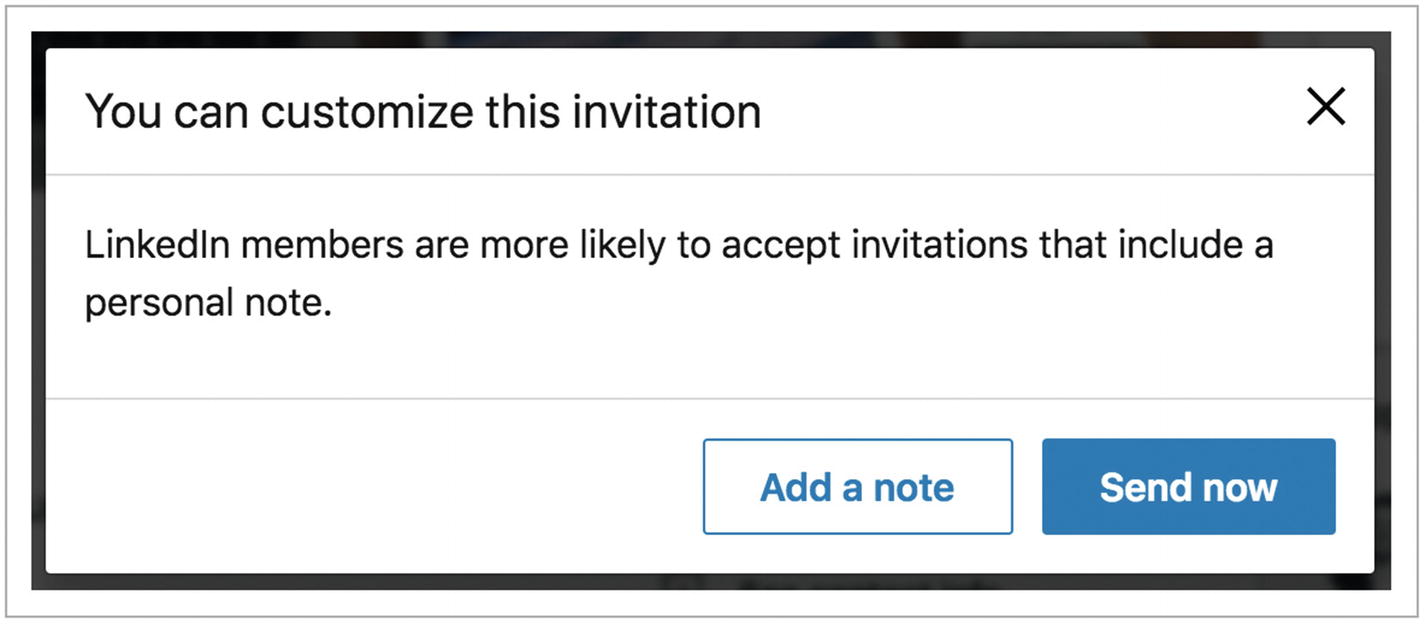 You can customize this invitation
LinkedIn members are more likely to accept invitations that include a
personal note.
Add a note
Send now